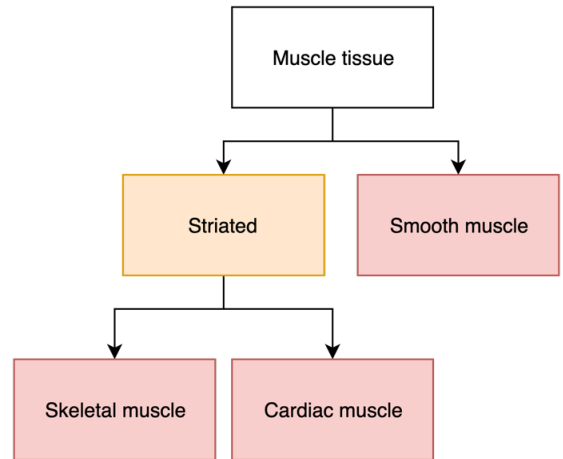 Muscle tissue
Striated
Smooth muscle
Skeletal muscle
Cardiac muscle